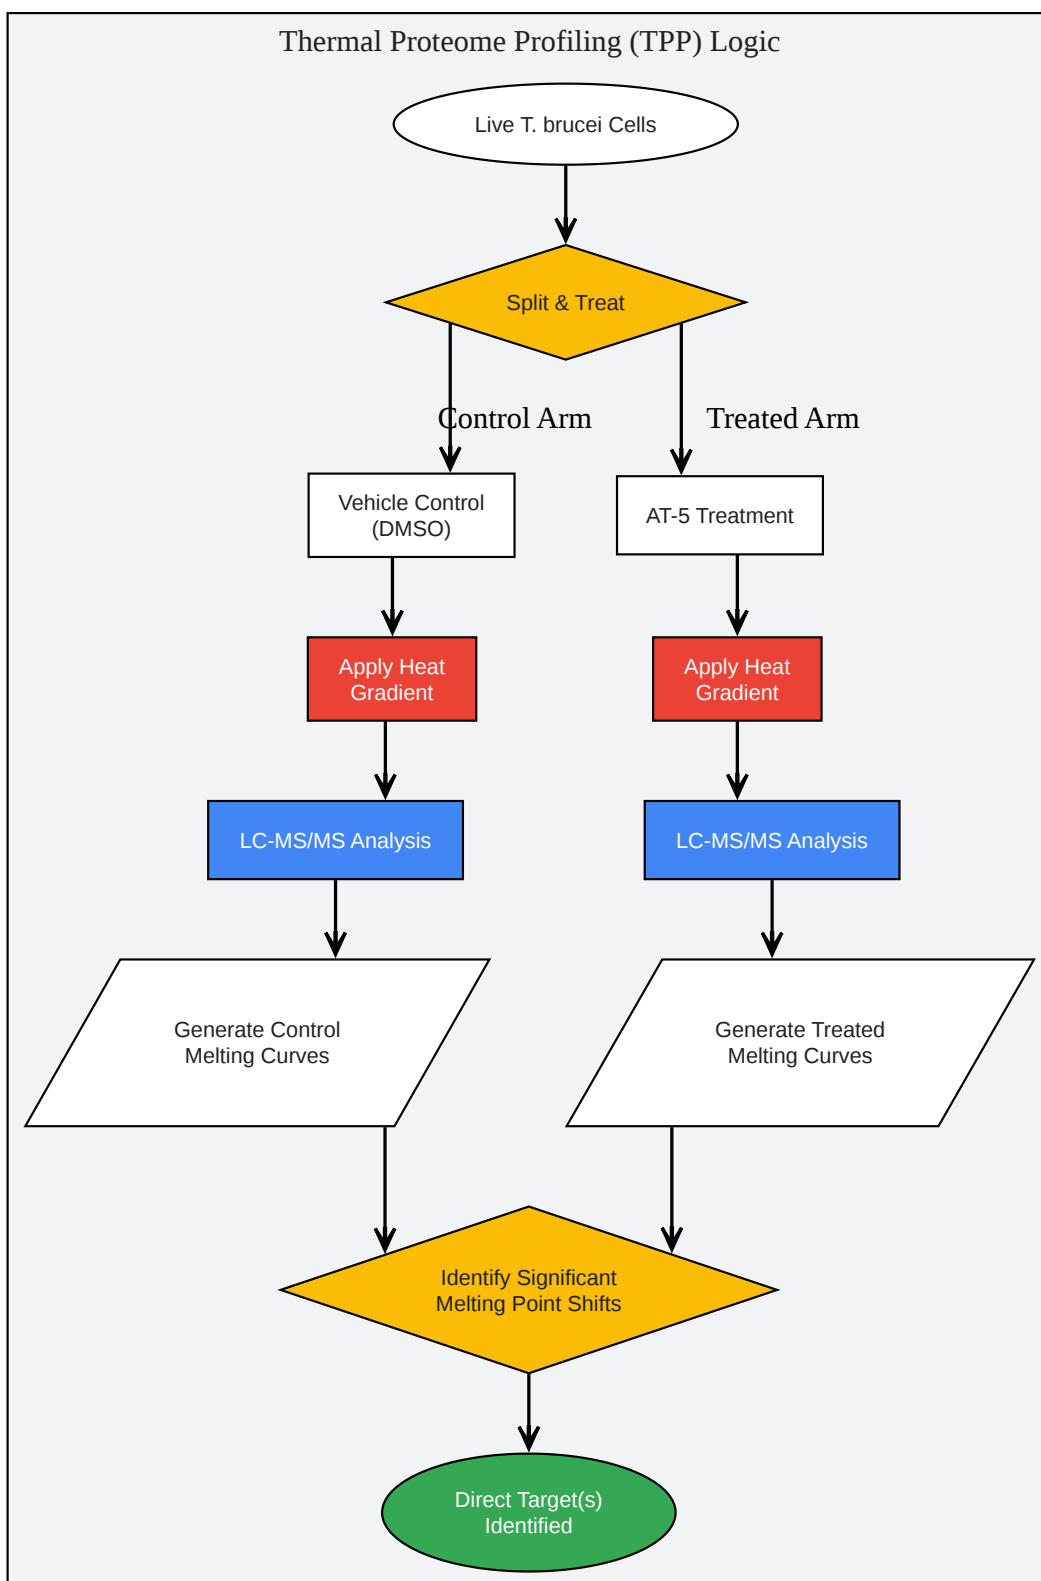 Thermal Proteome Profiling (TPP) Logic
Live T. brucei Cells
Split & Treat
Control Arm
Treated Arm
Vehicle Control
(DMSO)
AT-5 Treatment
Apply Heat
Gradient
Apply Heat
Gradient
LC-MS/MS Analysis
LC-MS/MS Analysis
Generate Control
Melting Curves
Generate Treated
Melting Curves
Identify Significant
Melting Point Shifts
Direct Target(s)
Identified